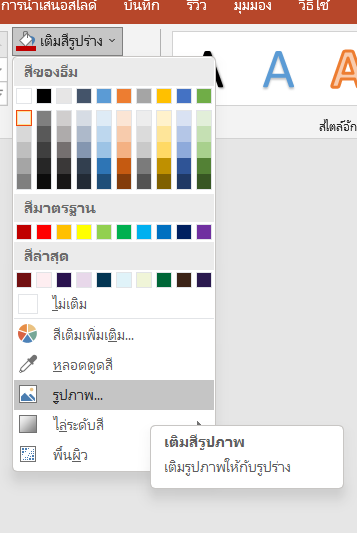 การนำเสนอสไลด์ บันทึก รีวิว มุมมอง วิธีใช้
เติมสีรูปร่าง
A A A
สไตล์อัก
สีของธีม
สีมาตรฐาน
สีล่าสุด
ไม่เติม
สีเติมเพิ่มเติม...
หลอดดูดสี
รูปภาพ...
ไล่ระดับสี
พื้นผิว
เติมสีรูปภาพ
เติมรูปภาพให้กับรูปร่าง